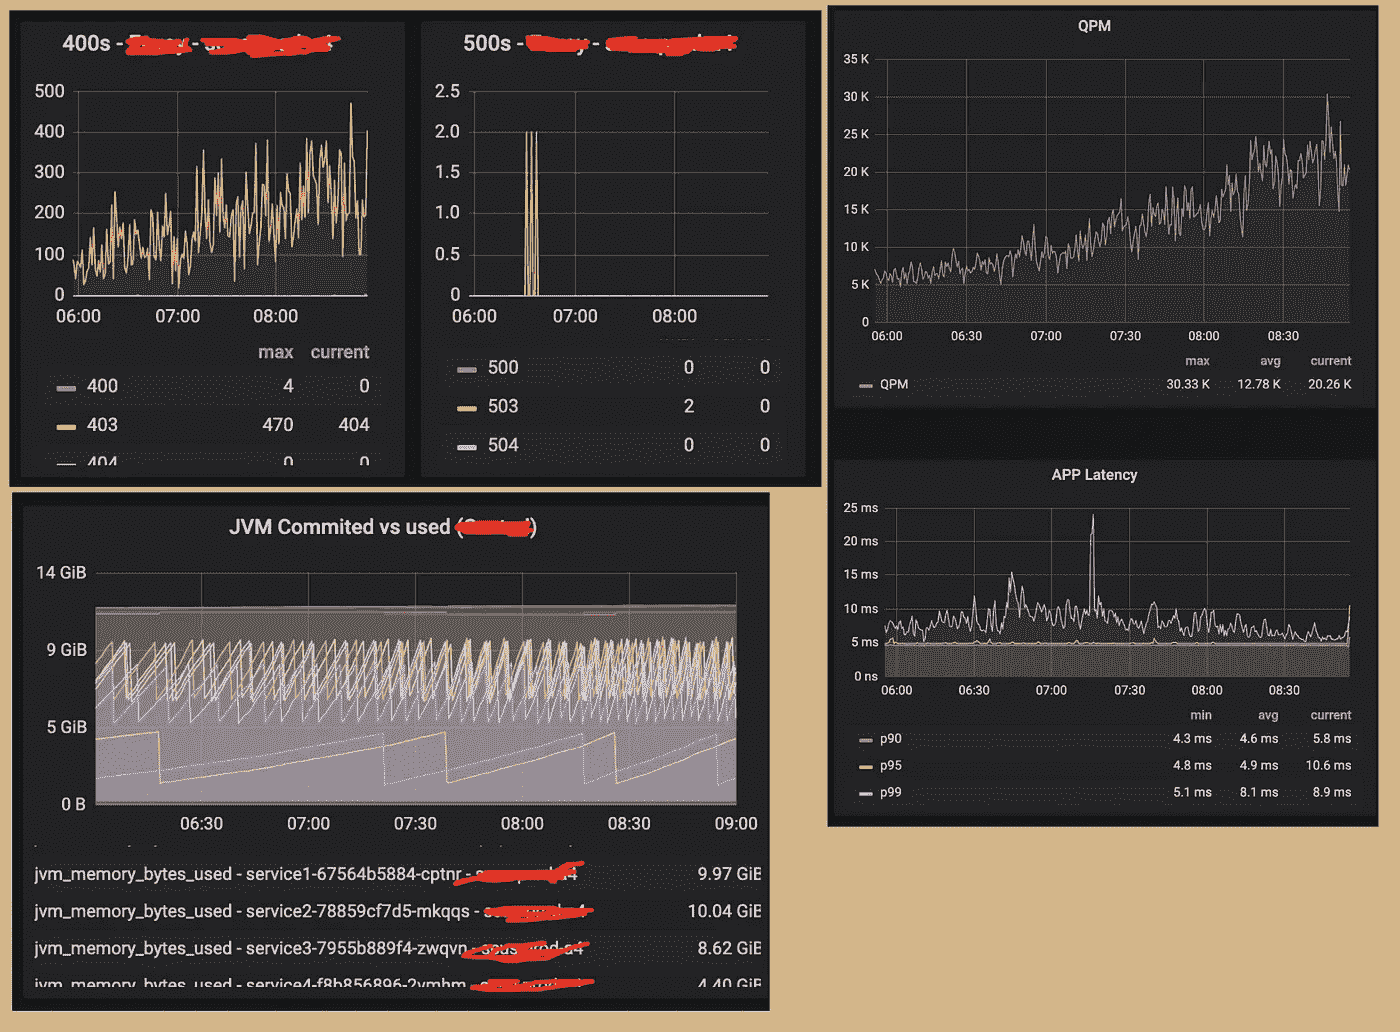 400s -
500
400
300
200
100
0
06:00 07:00 08:00
max current
400 4 0
403 470 404
404 0 0
500s -
2.5
2.0
1.5
1.0
0.5
0
06:00 07:00 08:00
500 0 0
503 2 0
504 0 0
QPM
35 K
30 K
25 K
20 K
15 K
10 K
5 K
0
06:00 06:30 07:00 07:30 08:00 08:30
max avg current
QPM 30.33 K 12.78 K 20.26 K
APP Latency
25 ms
20 ms
15 ms
10 ms
5 ms
0 ns
06:00 06:30 07:00 07:30 08:00 08:30
min avg current
p90 4.3 ms 4.6 ms 5.8 ms
p95 4.8 ms 4.9 ms 10.6 ms
p99 5.1 ms 8.1 ms 8.9 ms
JVM Commited vs used ( )
14 GiB
9 GiB
5 GiB
0 B
06:30 07:00 07:30 08:00 08:30 09:00
jvm_memory_bytes_used - service1-67564b5884-cptnr - 9.97 GiB
jvm_memory_bytes_used - service2-78859cf7d5-mkqqs - 10.04 GiB
jvm_memory_bytes_used - service3-7955b889f4-zwqvn - 8.62 GiB
jvm_memory_bytes_used - service4-f8b856896-2vmhm - 4.40 GiB